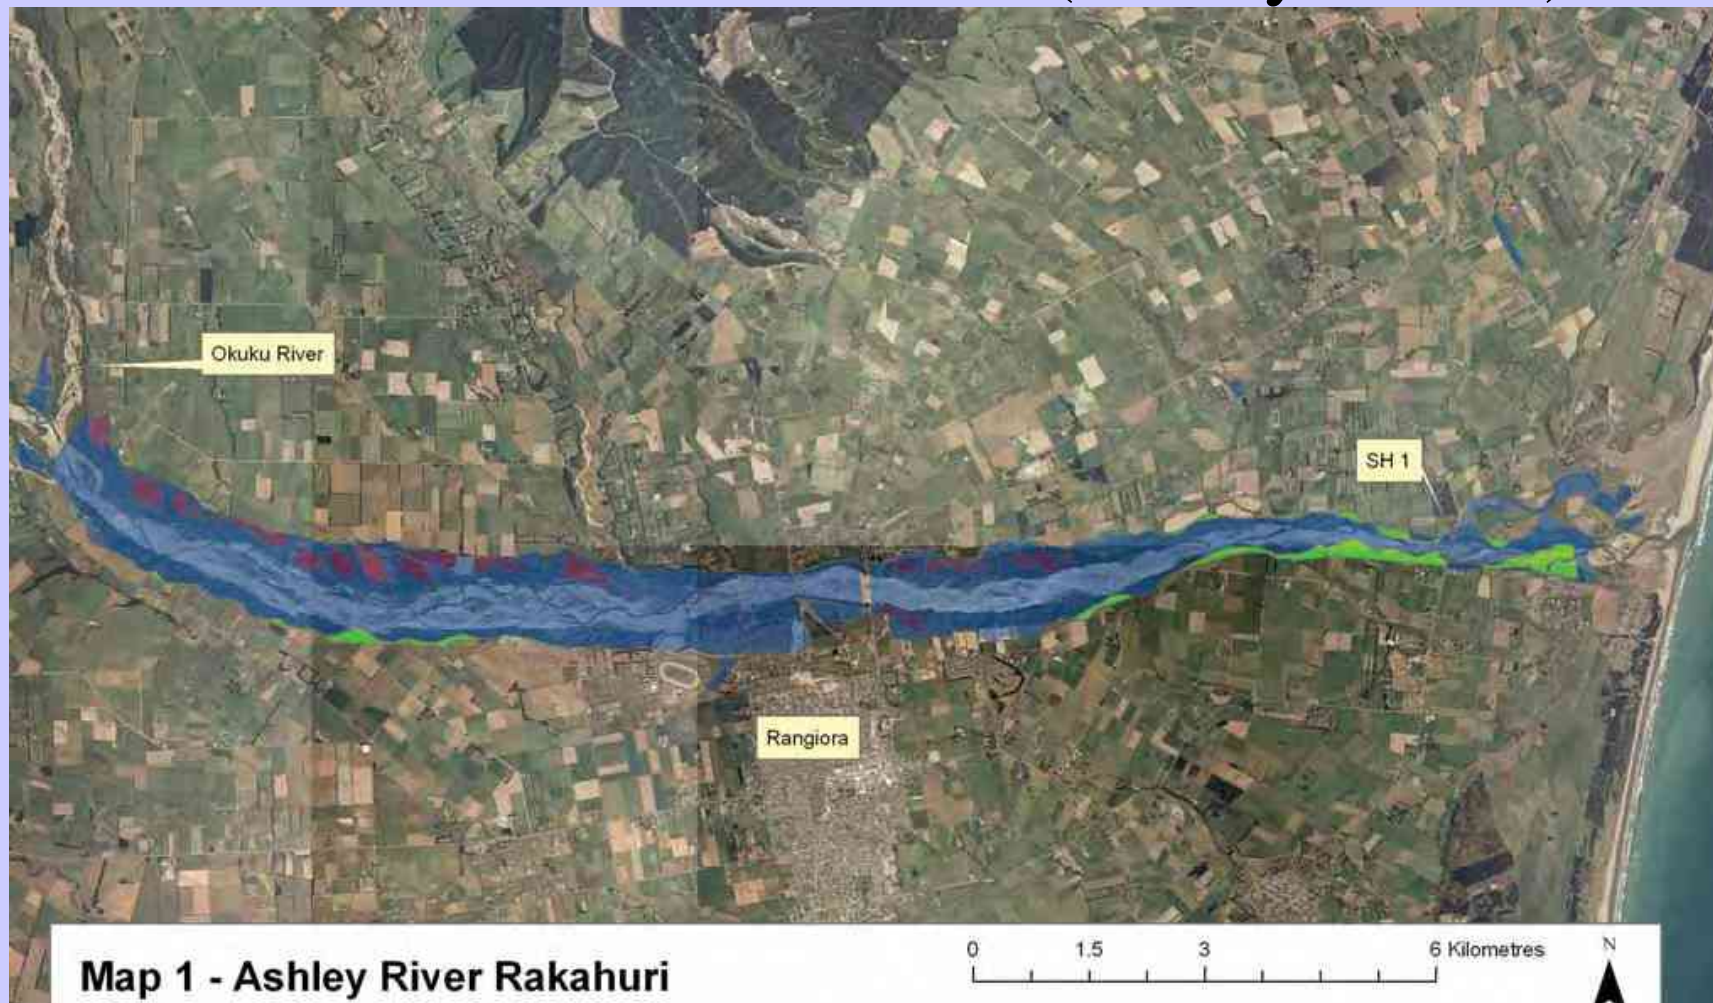 Okuku River
SH 1
Rangiora
Map 1 - Ashley River Rakahuri
0 1.5 3 6 Kilometres
N